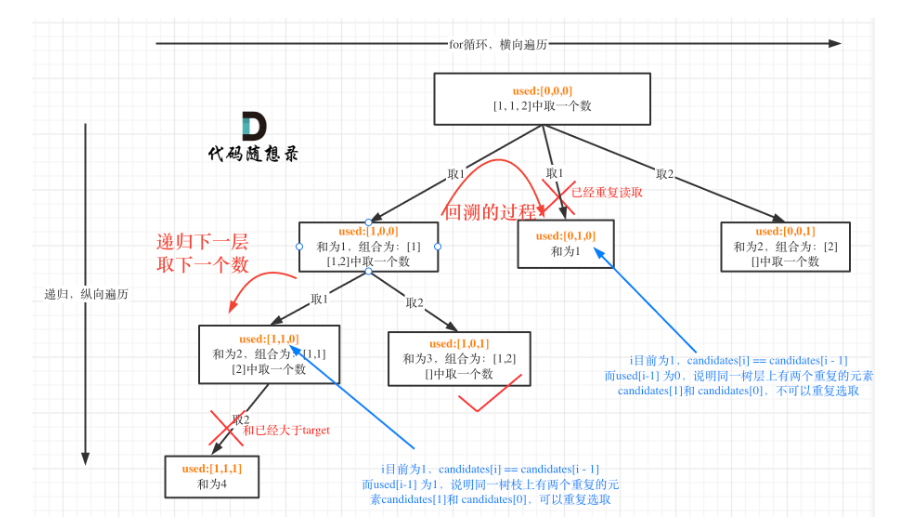 for循环，横向遍历
used:[0,0,0]
[1, 1, 2]中取一个数
代码随想录
取1
取1
取2
已经重复读取
回溯的过程
递归下一层
取下一个数
used:[1,0,0]
和为1，组合为：[1]
[1,2]中取一个数
used:[0,1,0]
和为1
used:[0,0,1]
和为2，组合为：[2]
[]中取一个数
递归，纵向遍历
取1
取2
used:[1,1,0]
和为2，组合为：[1,1]
[2]中取一个数
used:[1,0,1]
和为3，组合为：[1,2]
[]中取一个数
i目前为1，candidates[i] == candidates[i - 1]
而used[i-1] 为0，说明同一树层上有两个重复的元素
candidates[1]和 candidates[0]，不可以重复选取
取2
和已经大于target
used:[1,1,1]
和为4
i目前为1，candidates[i] == candidates[i - 1]
而used[i-1] 为1，说明同一树枝上有两个重复的元
素candidates[1]和 candidates[0]，可以重复选取